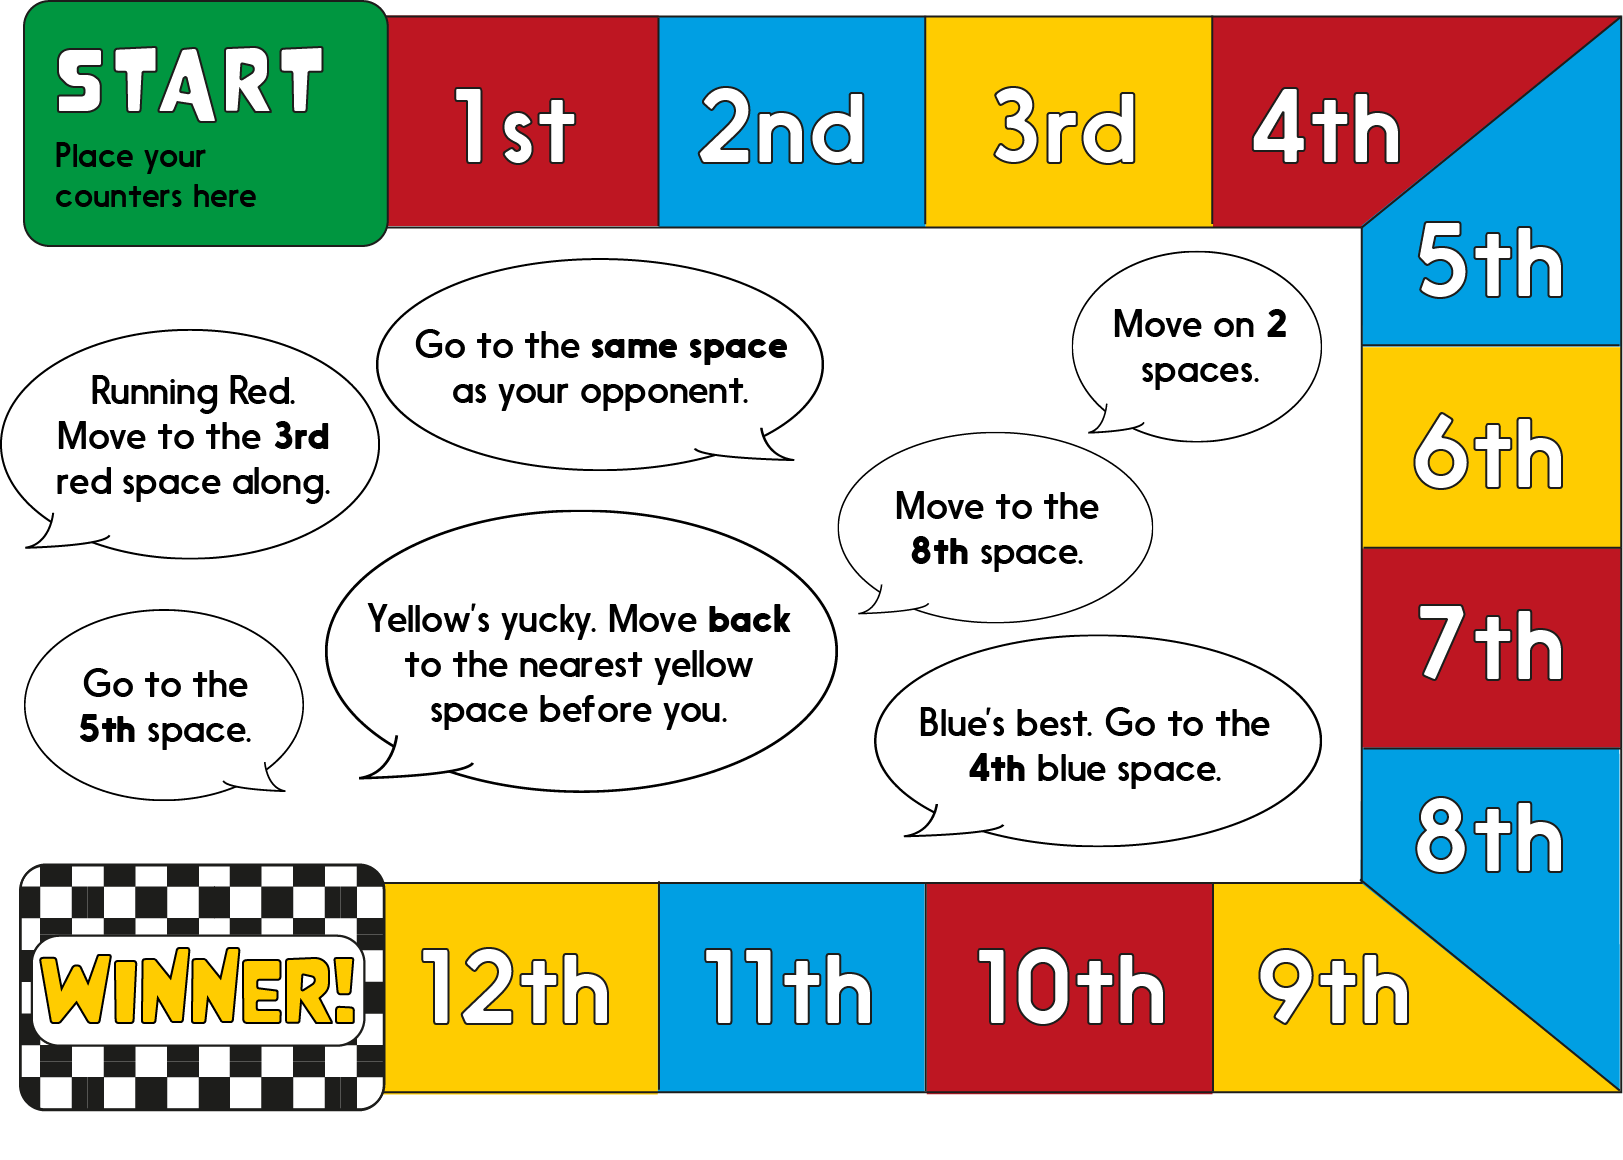 START
Place your
counters here
1st
2nd
3rd
4th
5th
6th
7th
8th
9th
10th
11th
12th
WINNER!
Running Red.
Move to the 3rd
red space along.
Go to the same space
as your opponent.
Move on 2
spaces.
Move to the
8th space.
Go to the
5th space.
Yellow's yucky. Move back
to the nearest yellow
space before you.
Blue's best. Go to the
4th blue space.